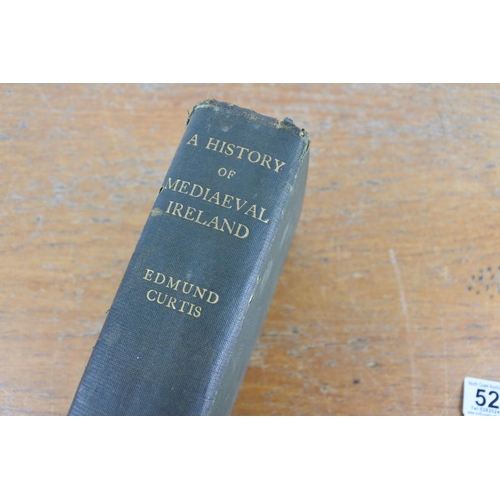 A HISTORY
OF
MEDIAEVAL
IRELAND
EDMUND
CURTIS
52